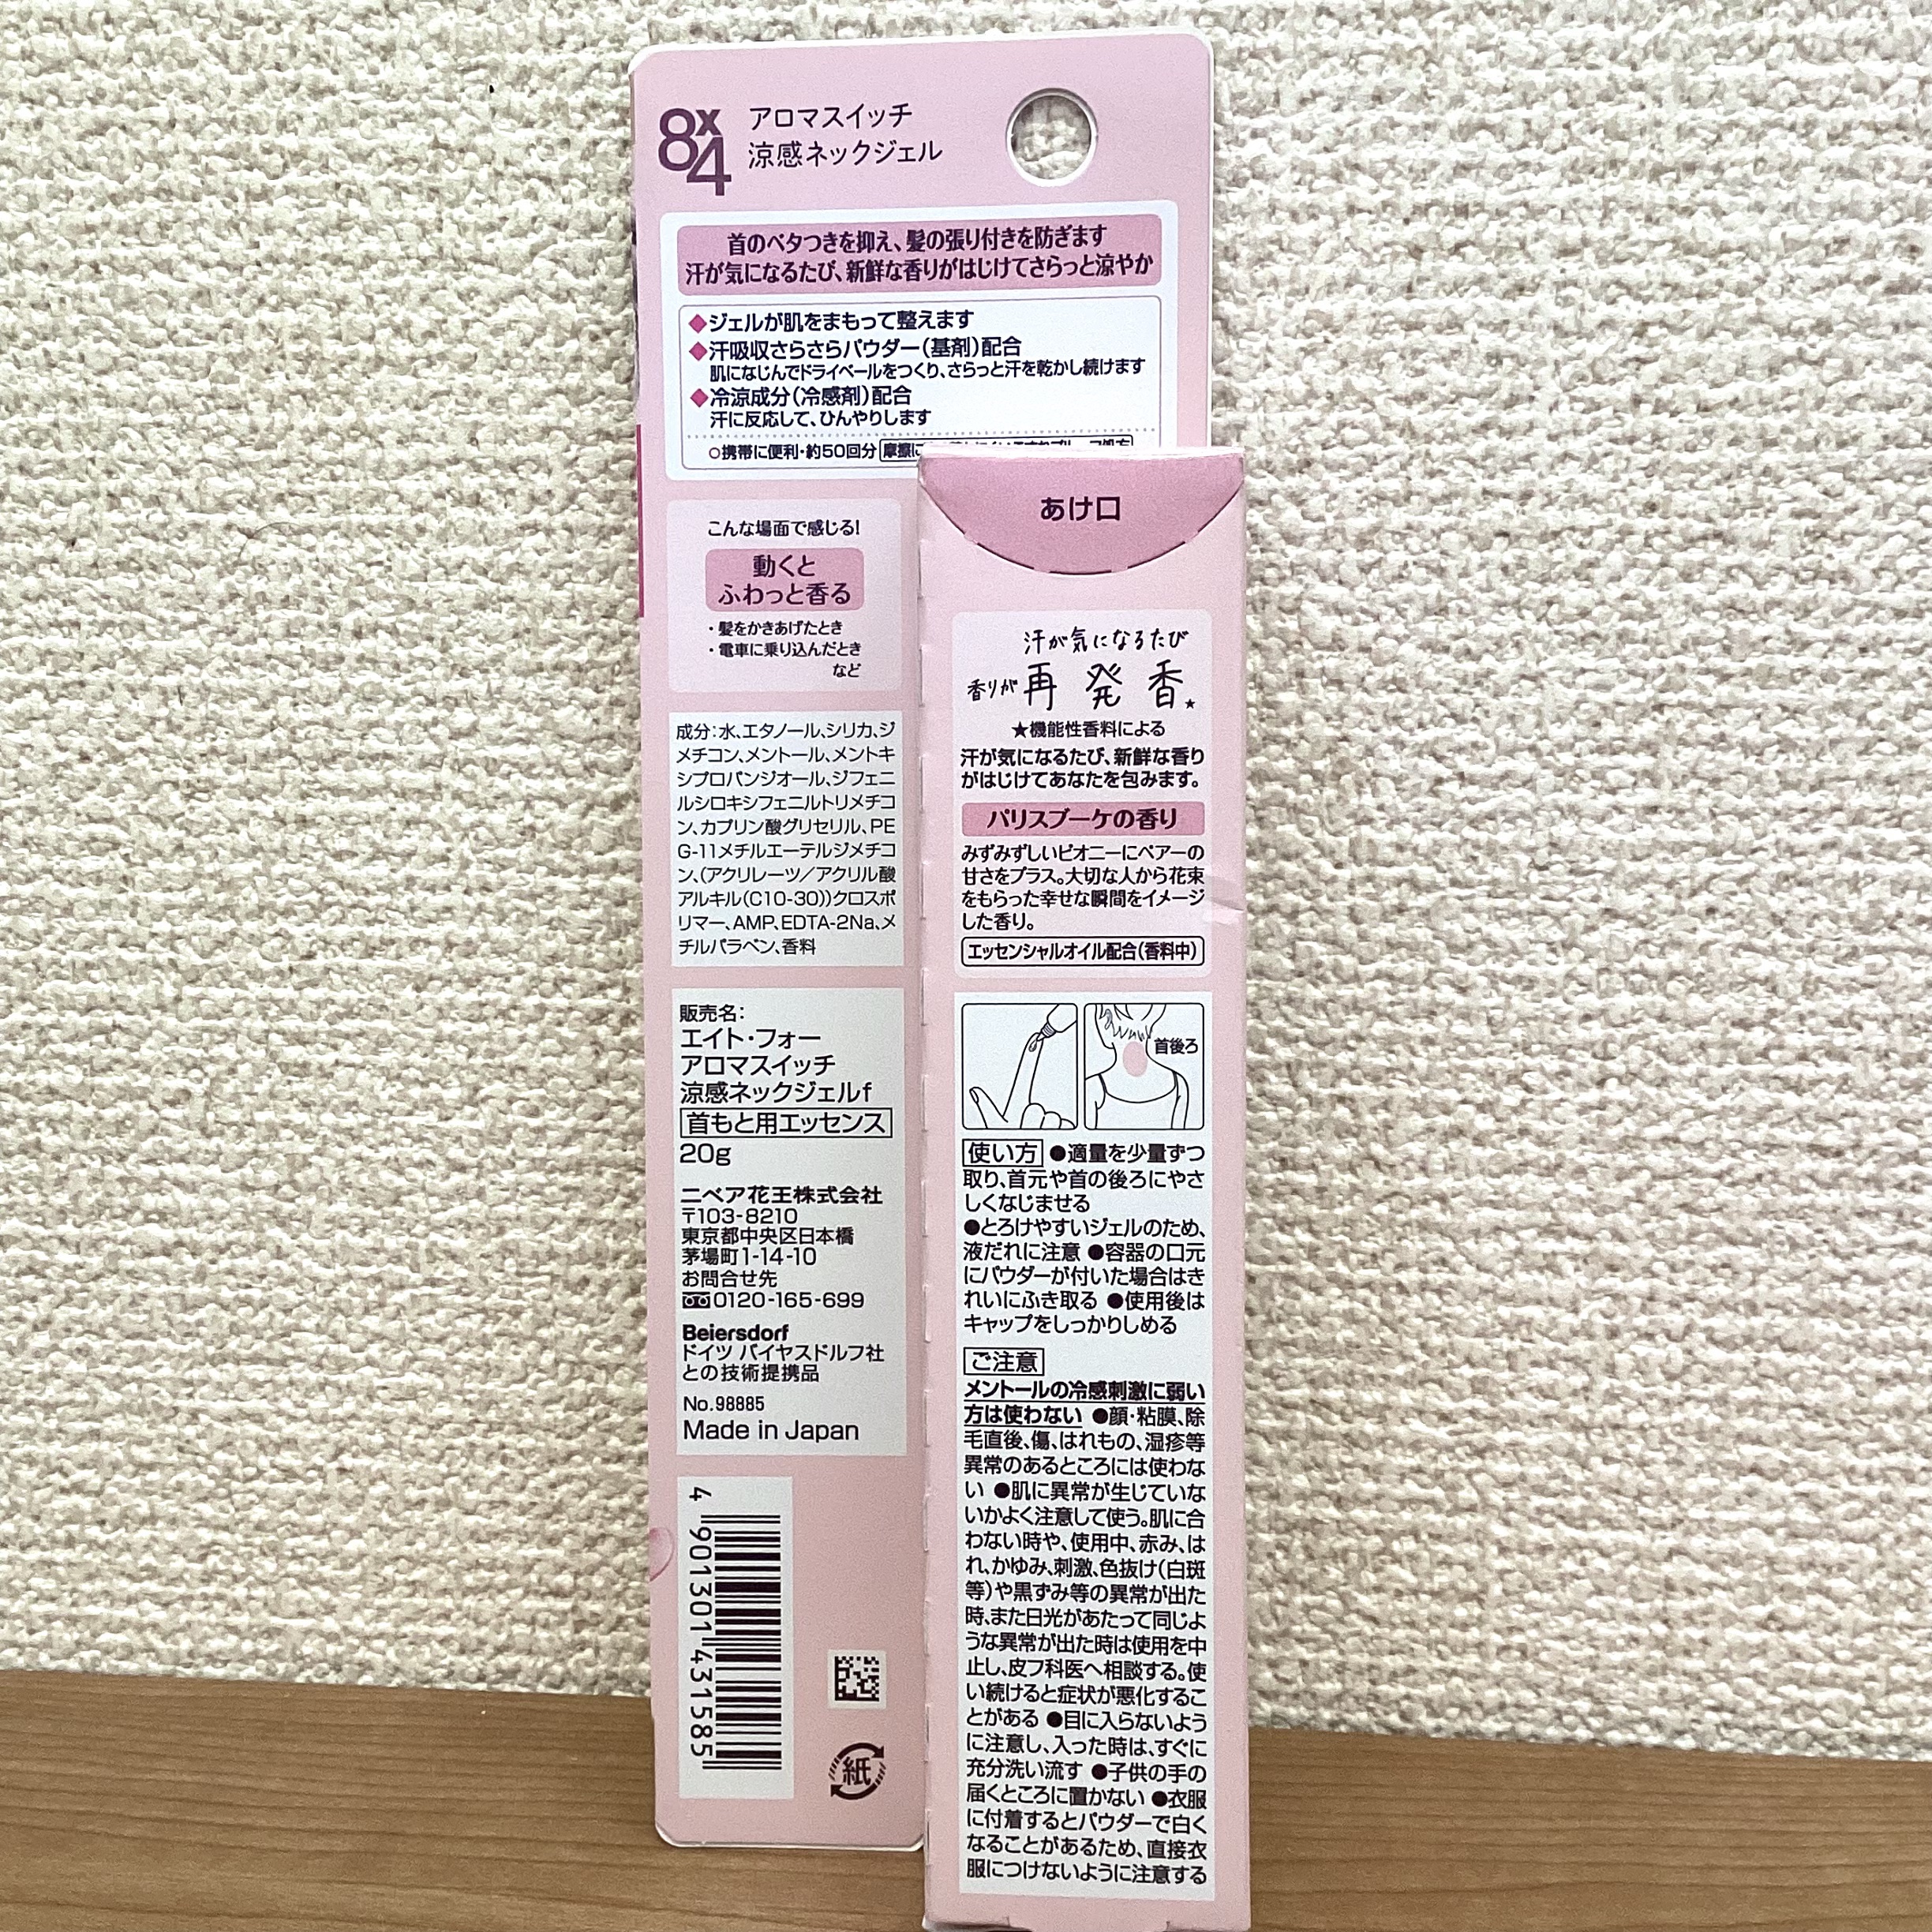 8x4
アロマスイッチ
涼感ネックジェル
首のベタつきを抑え、髪の張り付きを防ぎます
汗が気になるたび、新鮮な香りがはじけてさらっと涼やか
◆ジェルが肌をまもって整えます
◆汗吸収さらさらパウダー(基剤)配合
肌になじんでドライベールをつくり、さらっと汗を乾かし続けます
◆冷涼成分(冷感剤)配合
汗に反応して、ひんやりします
○携帯に便利・約50回分 摩擦に
こんな場面で感じる!
動くと
ふわっと香る
・髪をかきあげたとき
・電車に乗り込んだとき
など
成分:水、エタノール、シリカ、ジ
メチコン、メントール、メントキ
シプロパンジオール、ジフェニ
ルシロキシフェニルトリメチコ
ン、カプリン酸グリセリル、PE
G-11メチルエーテルジメチコ
ン、(アクリレーツ/アクリル酸
アルキル(C10-30))クロスポ
リマー、AMP、EDTA-2Na、メ
チルパラベン、香料
販売名:
エイト・フォー
アロマスイッチ
涼感ネックジェルf
首もと用エッセンス
20g
ニベア花王株式会社
〒103-8210
東京都中央区日本橋
茅場町1-14-10
お問合せ先
0120-165-699
Beiersdorf
ドイツ バイヤスドルフ社
との技術提携品
No.98885
Made in Japan
4 901301 431585
紙
あけ口
汗が気になるたび
香りが再発香★
★機能性香料による
汗が気になるたび、新鮮な香り
がはじけてあなたを包みます。
パリスブーケの香り
みずみずしいピオニーにペアーの
甘さをプラス。大切な人から花束
をもらった幸せな瞬間をイメージ
した香り。
エッセンシャルオイル配合(香料中)
首後ろ
使い方 ●適量を少量ずつ
取り、首元や首の後ろにやさ
しくなじませる
●とろけやすいジェルのため、
液だれに注意 ●容器の口元
にパウダーが付いた場合はき
れいにふき取る ●使用後は
キャップをしっかりしめる
ご注意
メントールの冷感刺激に弱い
方は使わない ●顔・粘膜、除
毛直後、傷、はれもの、湿疹等
異常のあるところには使わな
い ●肌に異常が生じていな
いかよく注意して使う。肌に合
わない時や、使用中、赤み、は
れ、かゆみ、刺激、色抜け(白斑
等)や黒ずみ等の異常が出た
時、また日光があたって同じよ
うな異常が出た時は使用を中
止し、皮フ科医へ相談する。使
い続けると症状が悪化するこ
とがある ●目に入らないよう
に注意し、入った時は、すぐに
充分洗い流す ●子供の手の
届くところに置かない ●衣服
に付着するとパウダーで白く
なることがあるため、直接衣
服につけないように注意する